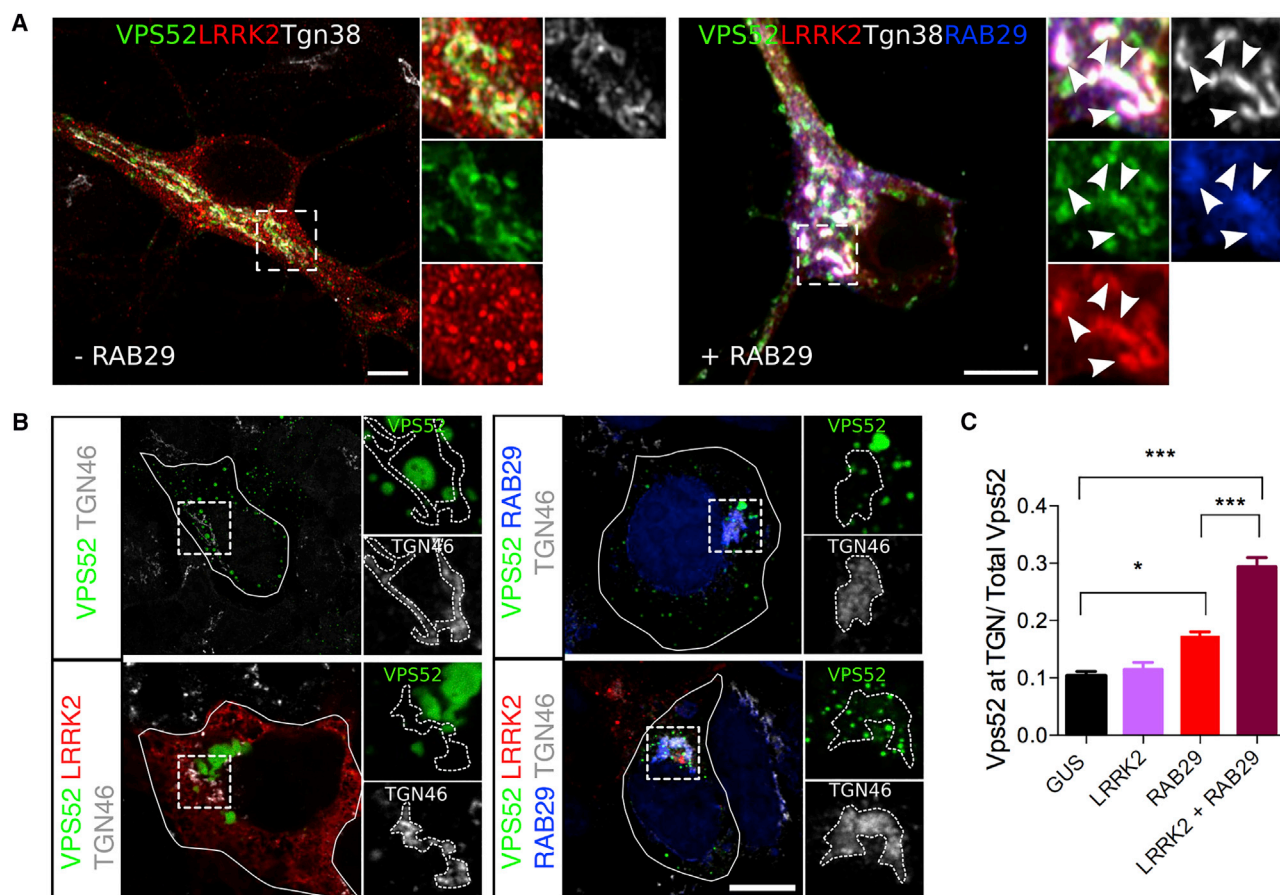 A
VPS52LRRK2Tgn38
- RAB29
VPS52LRRK2Tgn38RAB29
+ RAB29
B
VPS52 TGN46
VPS52
TGN46
VPS52 RAB29
TGN46
VPS52
TGN46
VPS52 LRRK2
TGN46
VPS52
TGN46
VPS52 LRRK2
RAB29 TGN46
VPS52
TGN46
C
Vps52 at TGN/ Total Vps52
0.4
0.3
0.2
0.1
0.0
***
***
*
GUS
LRRK2
RAB29
LRRK2 + RAB29